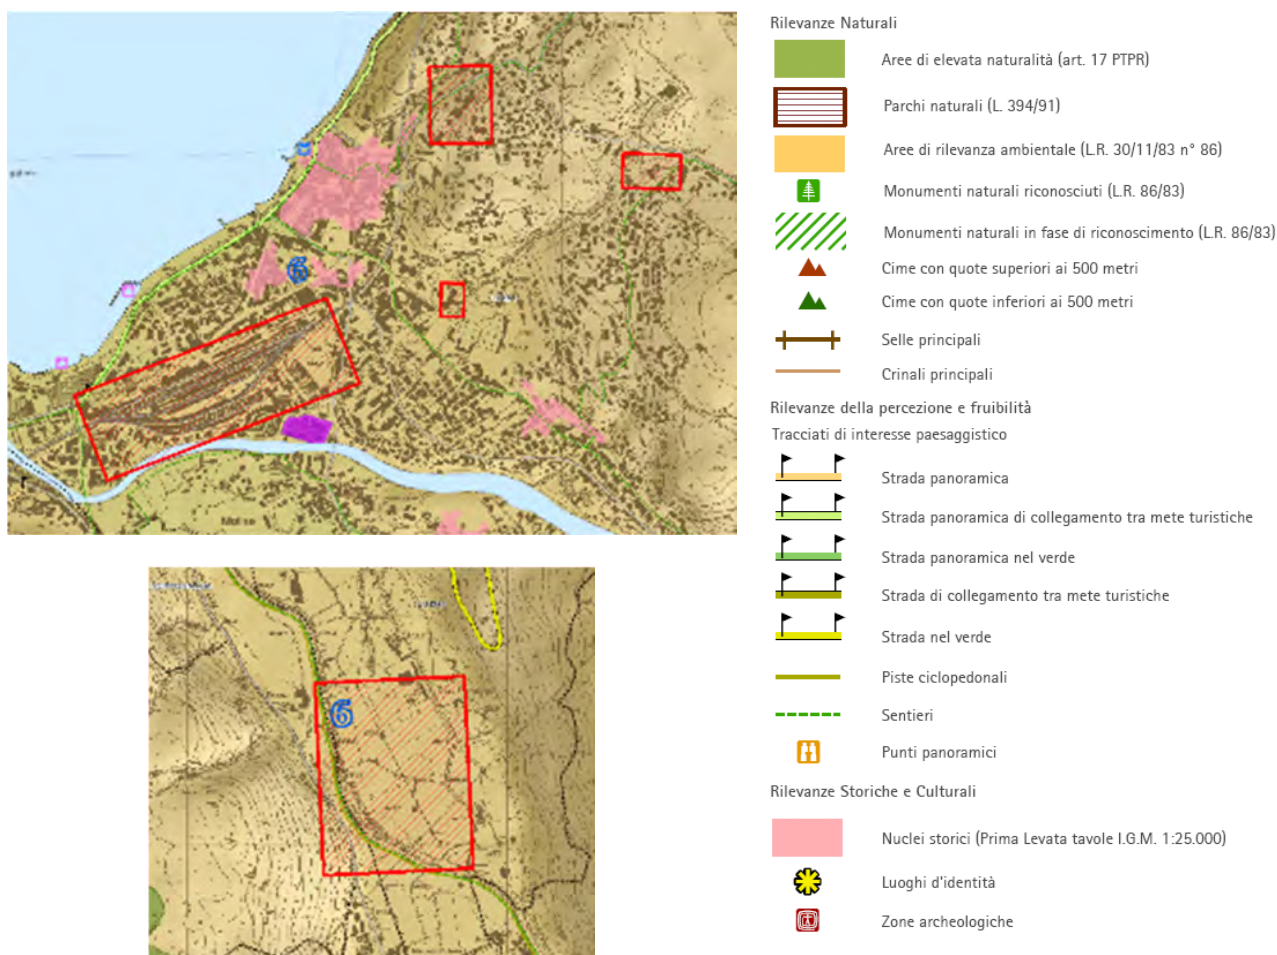 6
6
Rilevanze Naturali
Aree di elevata naturalità (art. 17 PTPR)
Parchi naturali (L. 394/91)
Aree di rilevanza ambientale (L.R. 30/11/83 n° 86)
Monumenti naturali riconosciuti (L.R. 86/83)
Monumenti naturali in fase di riconoscimento (L.R. 86/83)
Cime con quote superiori ai 500 metri
Cime con quote inferiori ai 500 metri
Selle principali
Crinali principali
Rilevanze della percezione e fruibilità
Tracciati di interesse paesaggistico
Strada panoramica
Strada panoramica di collegamento tra mete turistiche
Strada panoramica nel verde
Strada di collegamento tra mete turistiche
Strada nel verde
Piste ciclopedonali
Sentieri
Punti panoramici
Rilevanze Storiche e Culturali
Nuclei storici (Prima Levata tavole I.G.M. 1:25.000)
Luoghi d'identità
Zone archeologiche